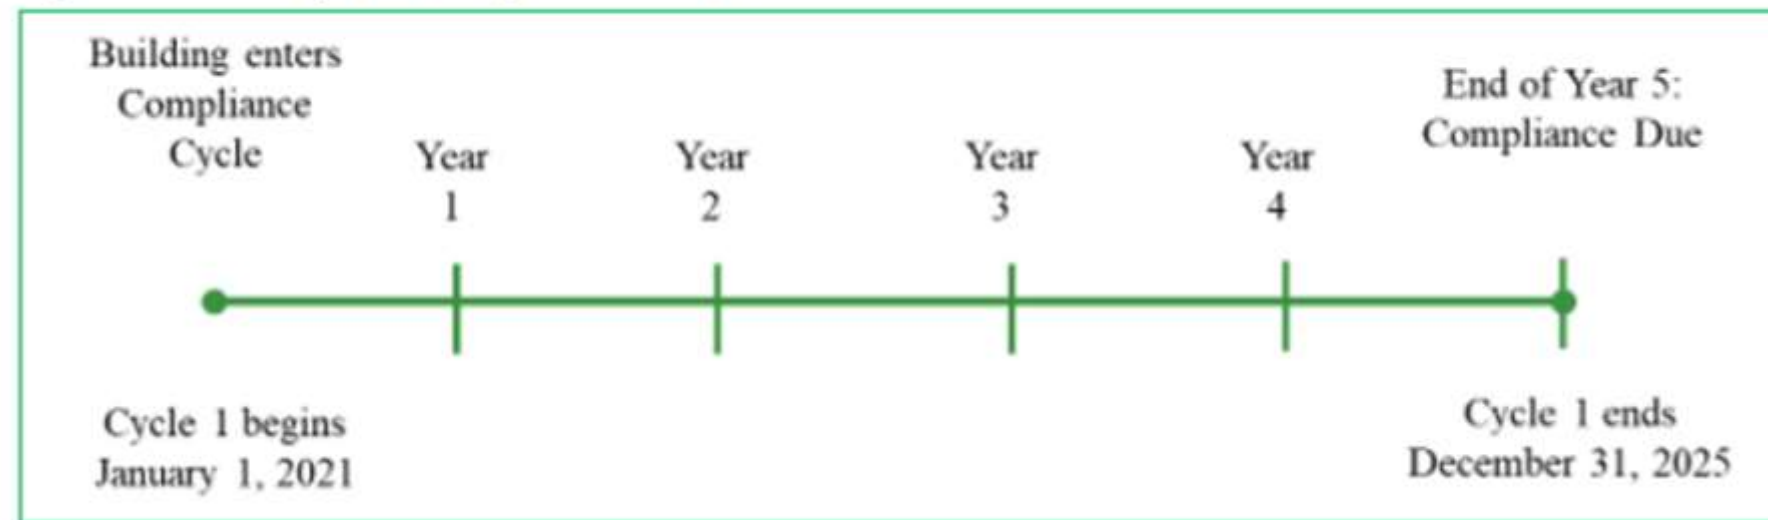 Building enters
Compliance
Cycle
Year
1
Year
2
Year
3
Year
4
End of Year 5:
Compliance Due
Cycle 1 begins
January 1, 2021
Cycle 1 ends
December 31, 2025